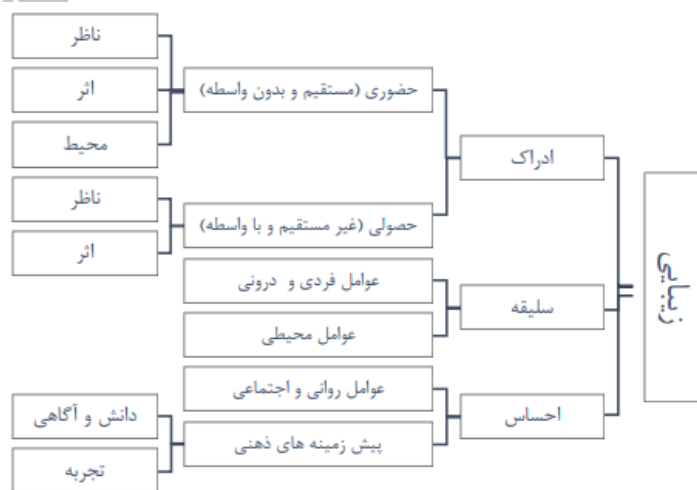 زیبایی
ادراک
حضوری (مستقیم و بدون واسطه)
ناظر
اثر
محیط
حصولی (غیر مستقیم و با واسطه)
ناظر
اثر
سلیقه
عوامل فردی و درونی
عوامل محیطی
احساس
عوامل روانی و اجتماعی
پیش زمینه های ذهنی
دانش و آگاهی
تجربه